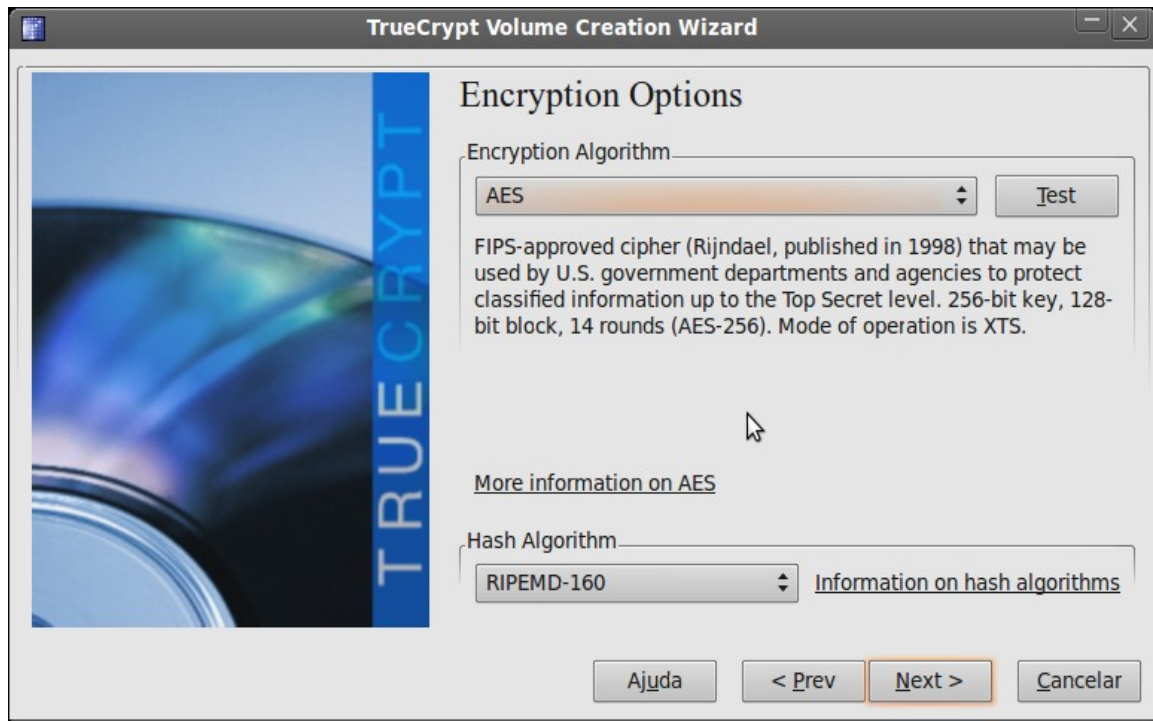 TrueCrypt Volume Creation Wizard
TRUECRYPT
Encryption Options
Encryption Algorithm
AES
Test
FIPS-approved cipher (Rijndael, published in 1998) that may be
used by U.S. government departments and agencies to protect
classified information up to the Top Secret level. 256-bit key, 128-
bit block, 14 rounds (AES-256). Mode of operation is XTS.
More information on AES
Hash Algorithm
RIPEMD-160
Information on hash algorithms
Ajuda
< Prev
Next >
Cancelar